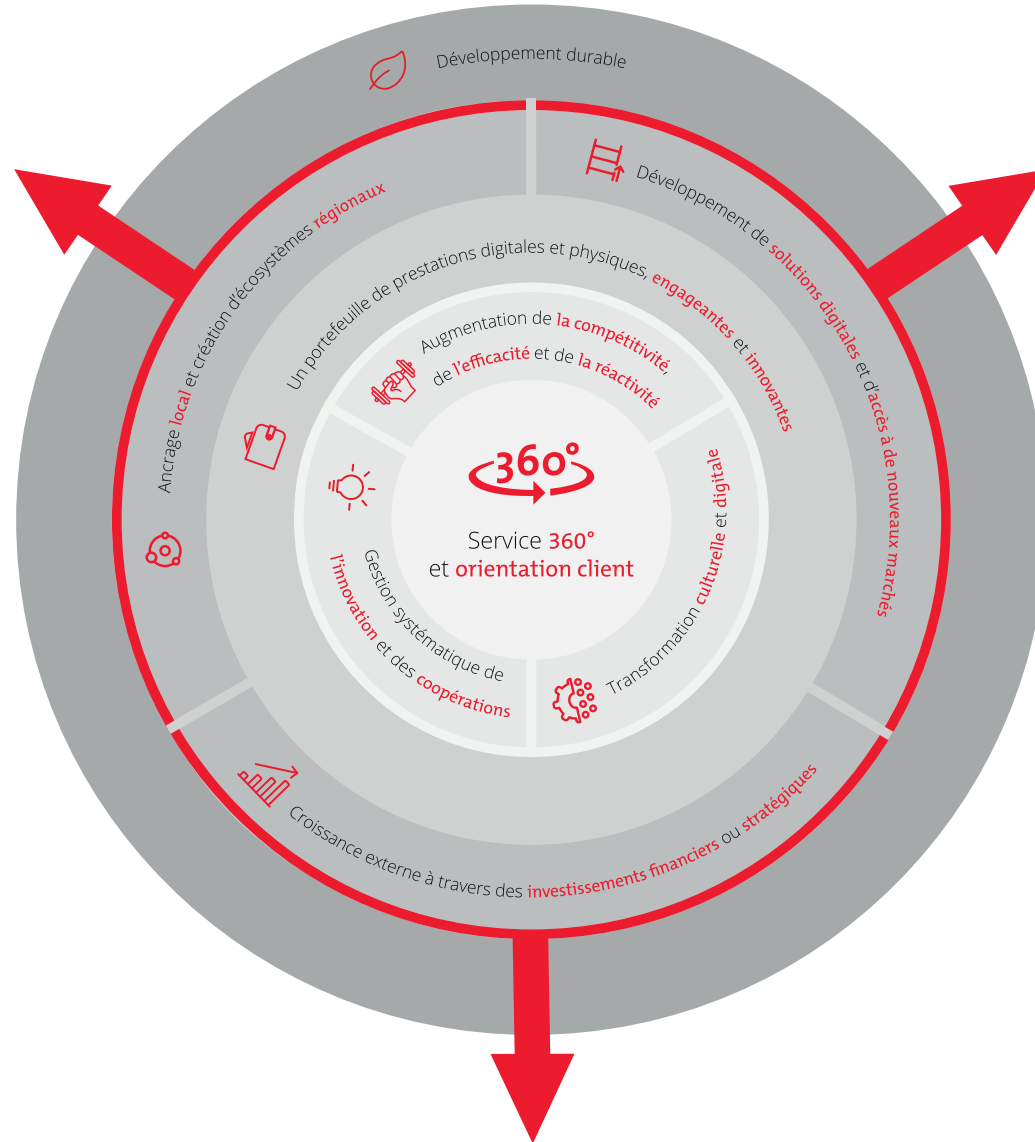 Développement durable
Ancrage local et création d'écosystèmes régionaux
Développement de solutions digitales et d'accès à de nouveaux marchés
Un portefeuille de prestations digitales et physiques, engageantes et innovantes
Augmentation de la compétitivité,
de l'efficacité et de la réactivité
360°
Service 360°
et orientation client
Gestion systématique de
l'innovation et des coopérations
Transformation culturelle et digitale
Croissance externe à travers des investissements financiers ou stratégiques